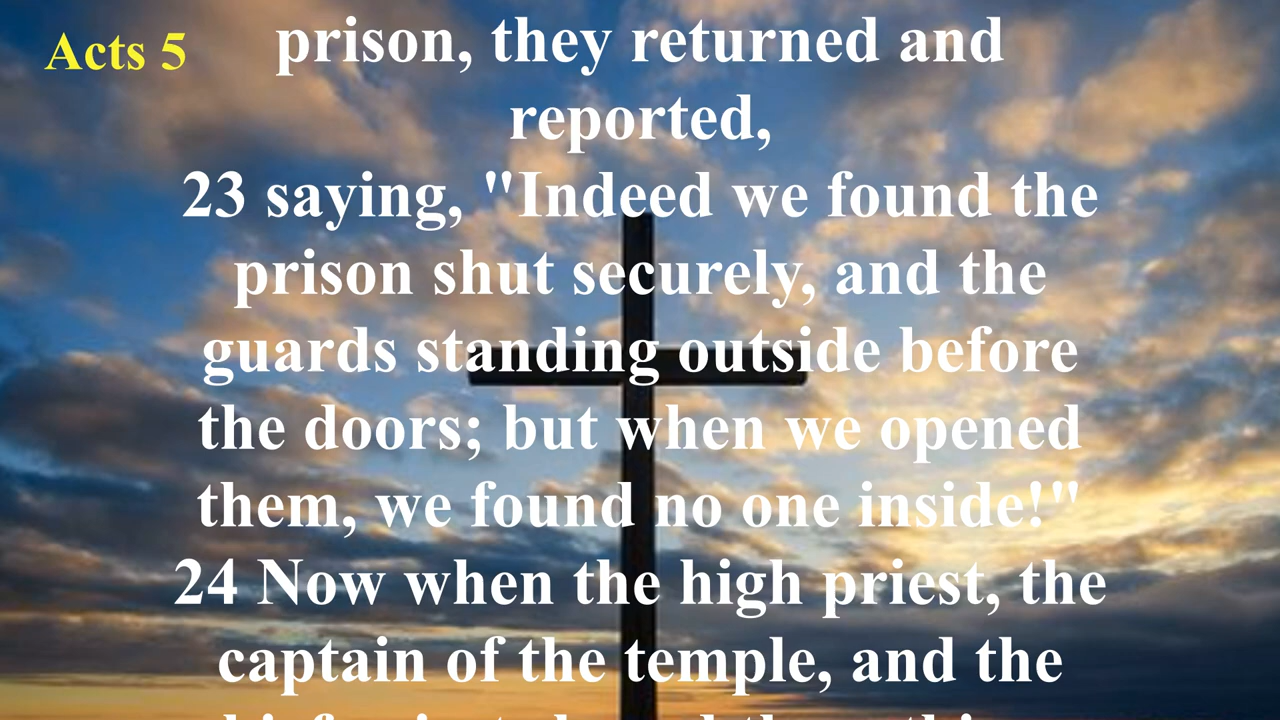 Acts 5
prison, they returned and
reported,
23 saying, "Indeed we found the
prison shut securely, and the
guards standing outside before
the doors; but when we opened
them, we found no one inside!"
24 Now when the high priest, the
captain of the temple, and the